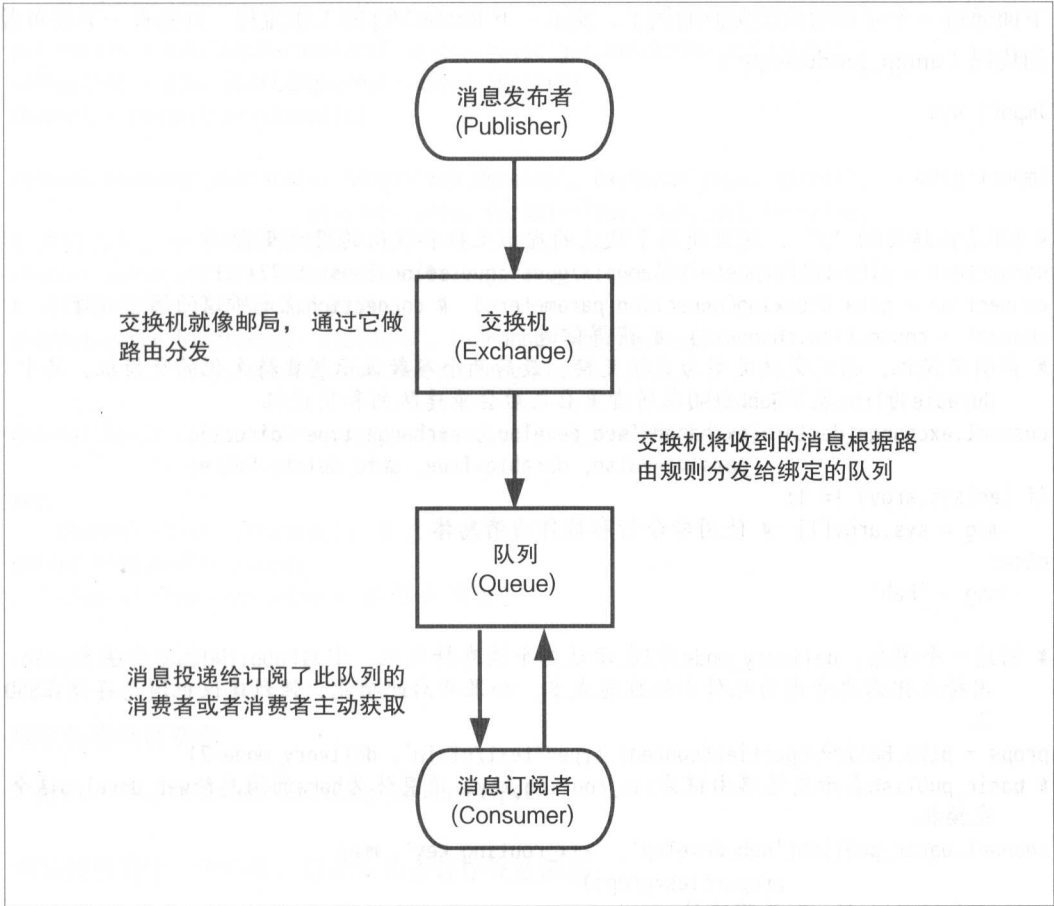 消息发布者
(Publisher)
交换机就像邮局，通过它做
路由分发
交换机
(Exchange)
交换机将收到的消息根据路
由规则分发给绑定的队列
队列
(Queue)
消息投递给订阅了此队列的
消费者或者消费者主动获取
消息订阅者
(Consumer)